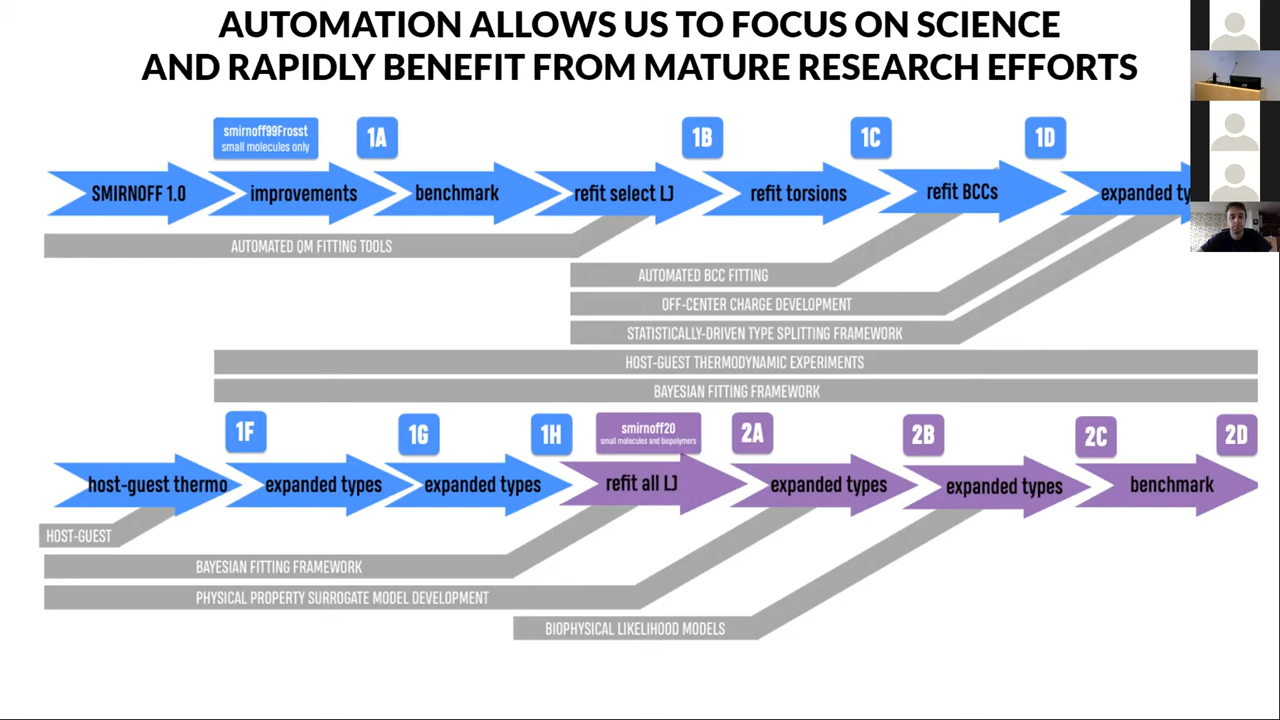 AUTOMATION ALLOWS US TO FOCUS ON SCIENCE
AND RAPIDLY BENEFIT FROM MATURE RESEARCH EFFORTS
smirnoff99Frosst
small molecules only
1A
1B
1C
1D
SMIRNOFF 1.0
improvements
benchmark
refit select LJ
refit torsions
refit BCCs
expanded ty
AUTOMATED QM FITTING TOOLS
AUTOMATED BCC FITTING
OFF-CENTER CHARGE DEVELOPMENT
STATISTICALLY-DRIVEN TYPE SPLITTING FRAMEWORK
HOST-GUEST THERMODYNAMIC EXPERIMENTS
BAYESIAN FITTING FRAMEWORK
1F
1G
1H
smirnoff20
small molecules and biopolymers
2A
2B
2C
2D
host-guest thermo
expanded types
expanded types
refit all LJ
expanded types
expanded types
benchmark
HOST-GUEST
BAYESIAN FITTING FRAMEWORK
PHYSICAL PROPERTY SURROGATE MODEL DEVELOPMENT
BIOPHYSICAL LIKELIHOOD MODELS